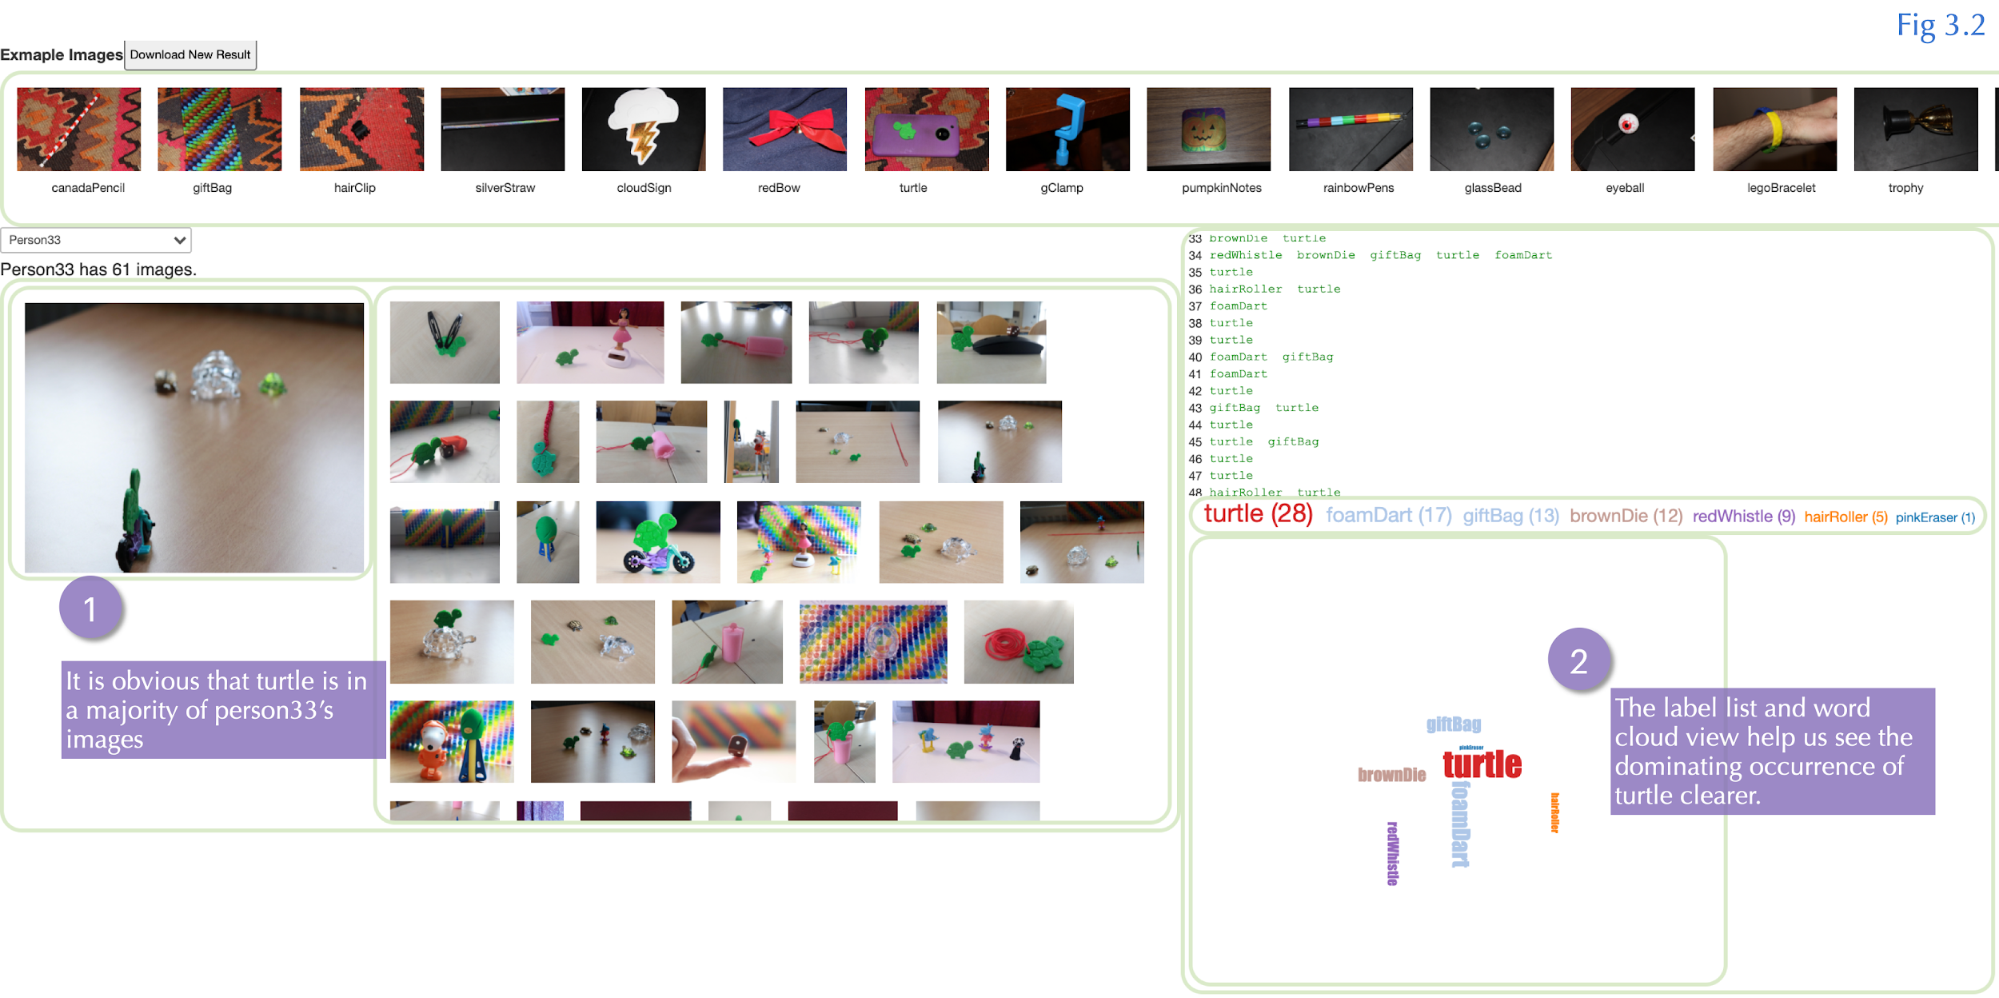 Fig 3.2
Exmaple Images Download New Result
canadaPencil giftBag hairClip silverStraw cloudSign redBow turtle gClamp pumpkinNotes rainbowPens glassBead eyeball legoBracelet trophy
Person33
Person33 has 61 images.
1
It is obvious that turtle is in
a majority of person33’s
images
33 brownDie turtle
34 redWhistle brownDie giftBag turtle foamDart
35 turtle
36 hairRoller turtle
37 foamDart
38 turtle
39 turtle
40 foamDart giftBag
41 foamDart
42 turtle
43 giftBag turtle
44 turtle
45 turtle giftBag
46 turtle
47 turtle
48 hairRoller turtle
turtle (28) foamDart (17) giftBag (13) brownDie (12) redWhistle (9) hairRoller (5) pinkEraser (1)
giftBag
pinkEraser
turtle
brownDie
foamDart
hairRoller
redWhistle
2
The label list and word
cloud view help us see the
dominating occurrence of
turtle clearer.